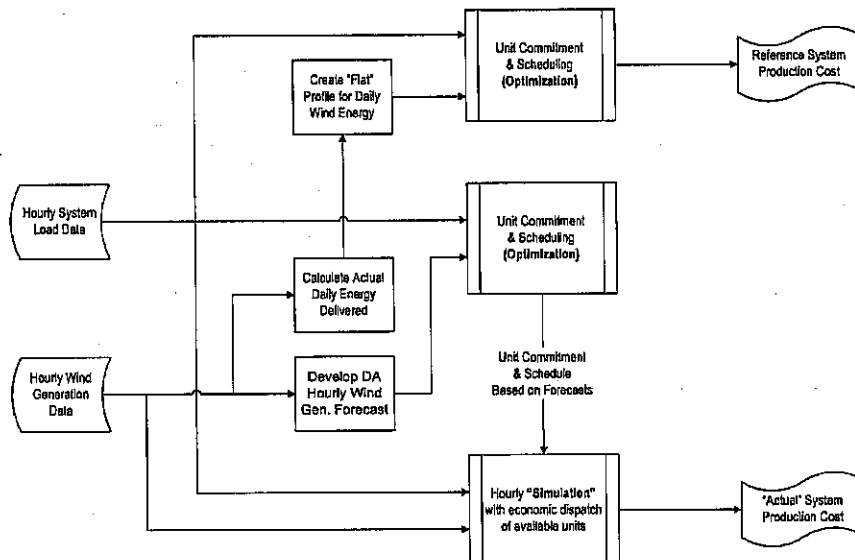 Unit Commitment
& Scheduling
(Optimization)
Reference System
Production Cost
Create "Flat"
Profile for Daily
Wind Energy
Hourly System
Load Data
Unit Commitment
& Scheduling
(Optimization)
Calculate Actual
Daily Energy
Delivered
Hourly Wind
Generation
Data
Develop DA
Hourly Wind
Gen. Forecast
Unit Commitment
& Schedule
Based on Forecasts
Hourly "Simulation"
with economic dispatch
of available units
"Actual" System
Production Cost